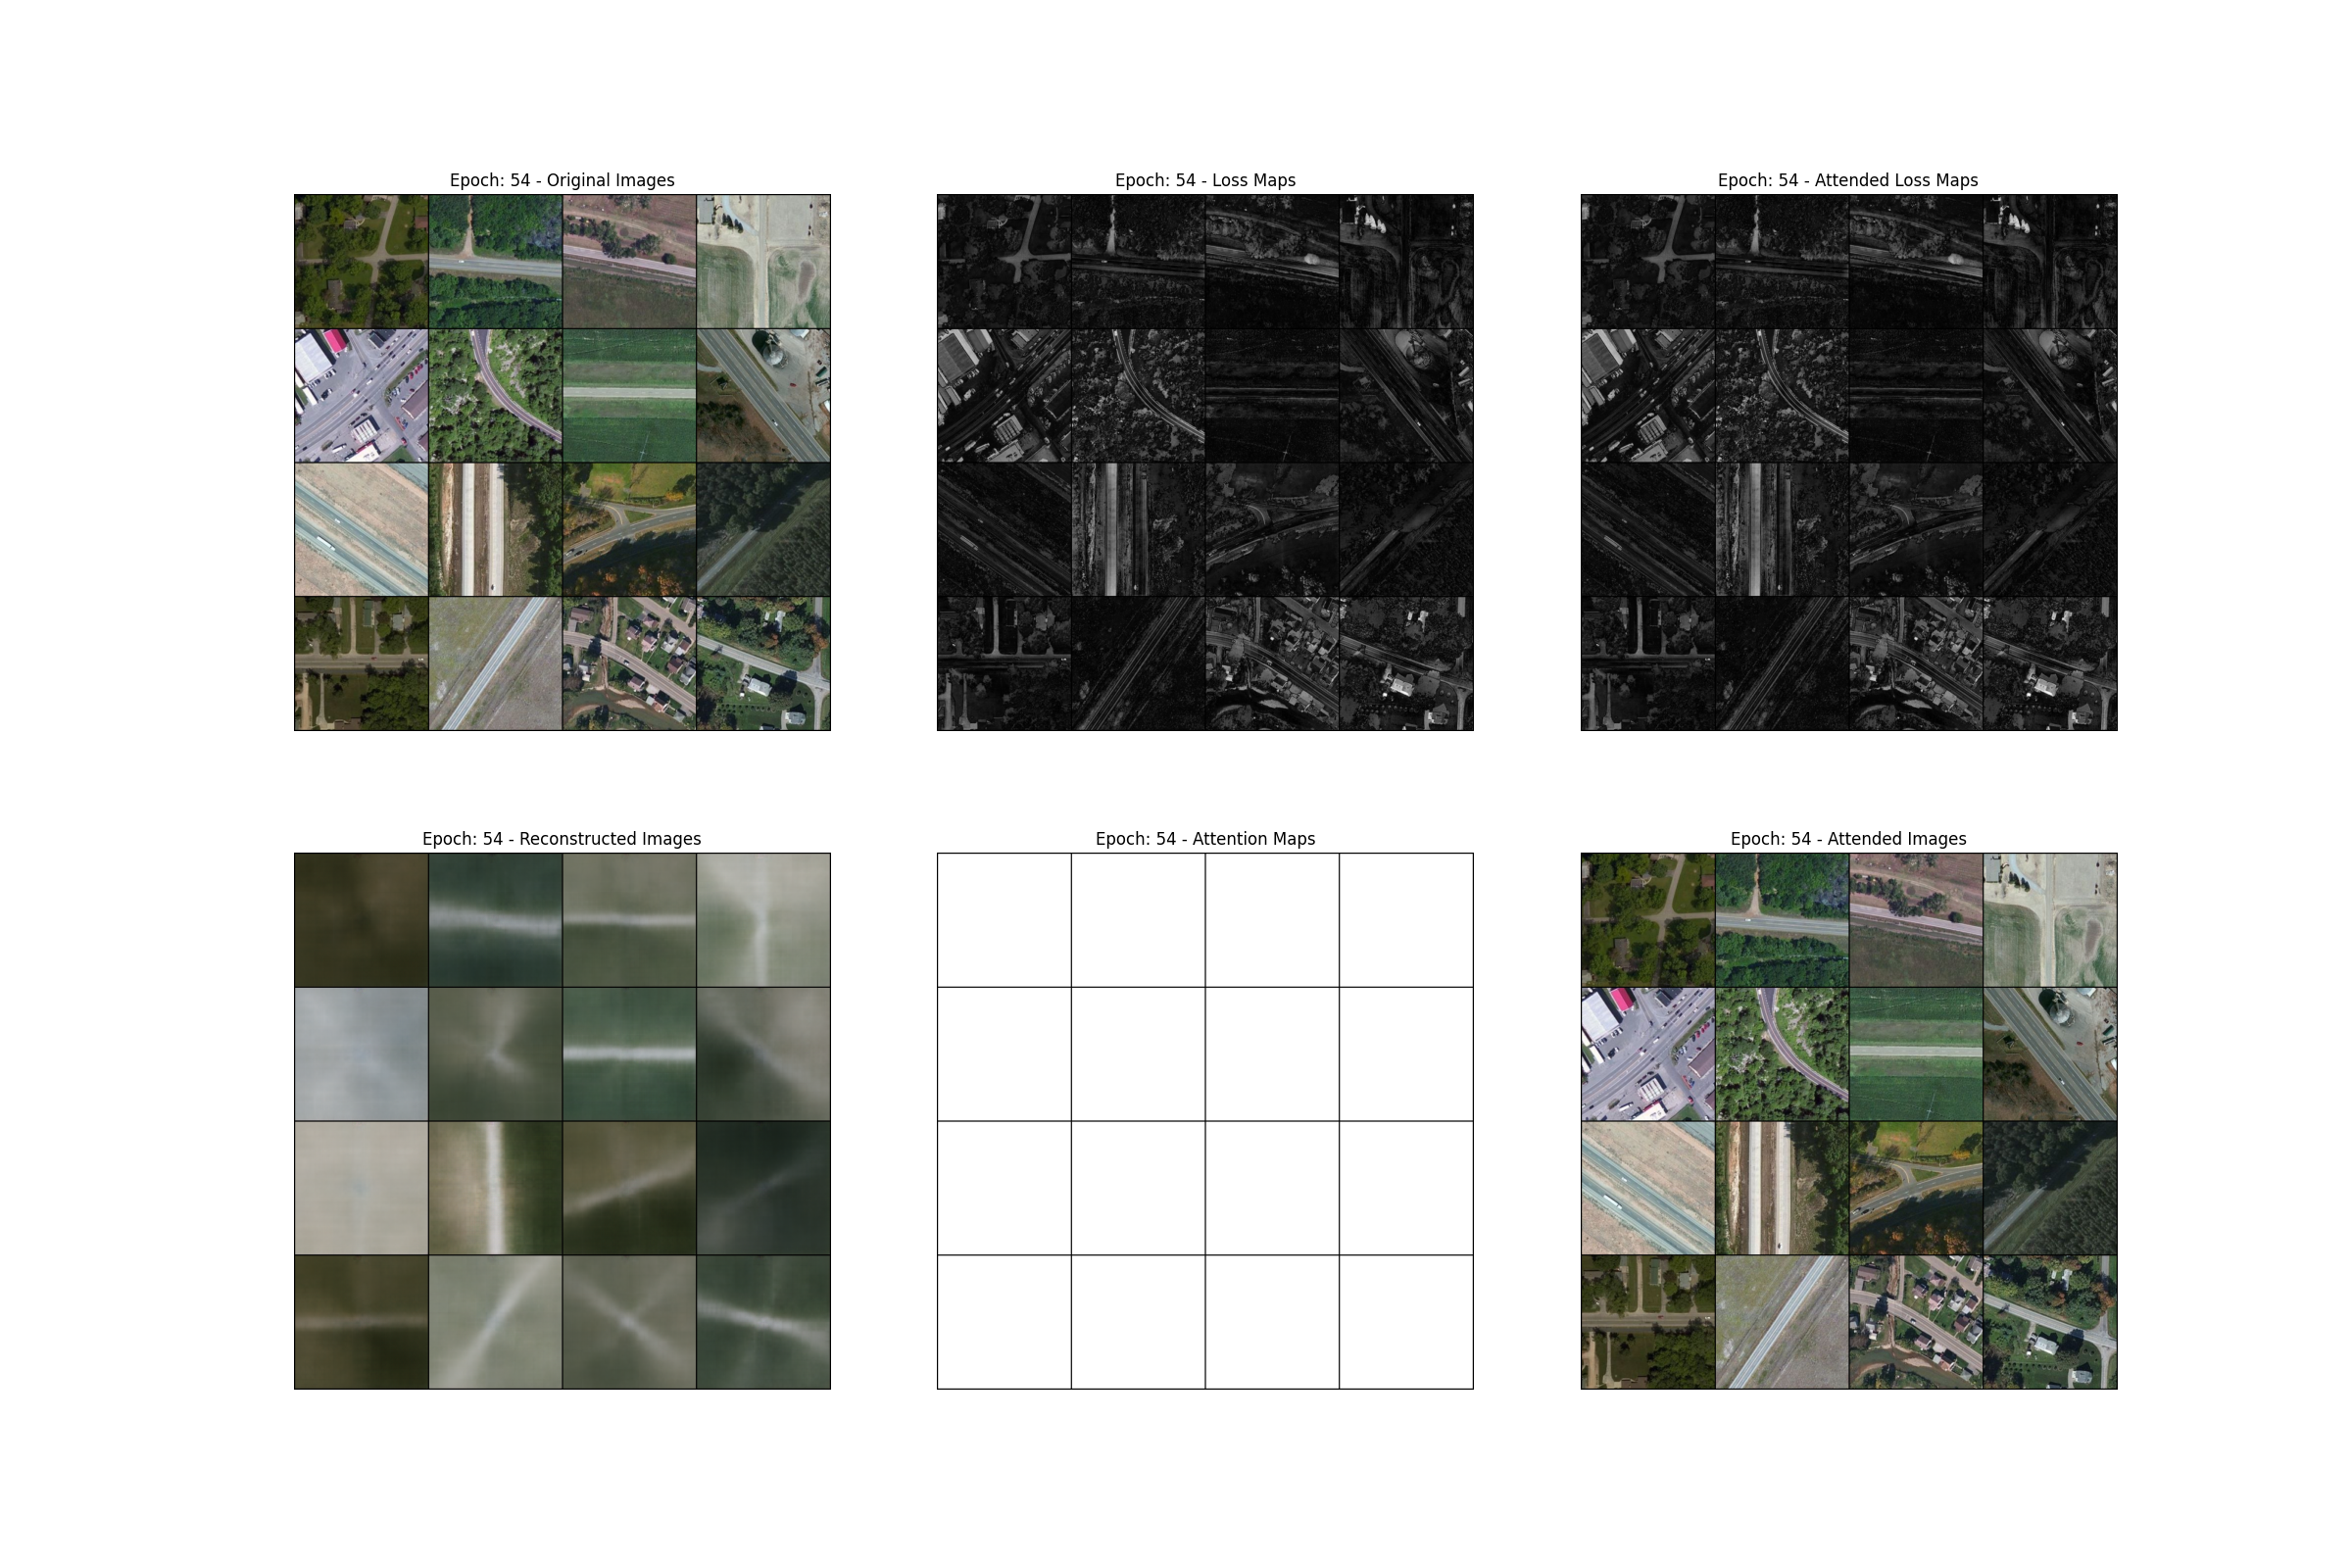 Epoch: 54 - Original Images
Epoch: 54 - Loss Maps
Epoch: 54 - Attended Loss Maps
Epoch: 54 - Reconstructed Images
Epoch: 54 - Attention Maps
Epoch: 54 - Attended Images